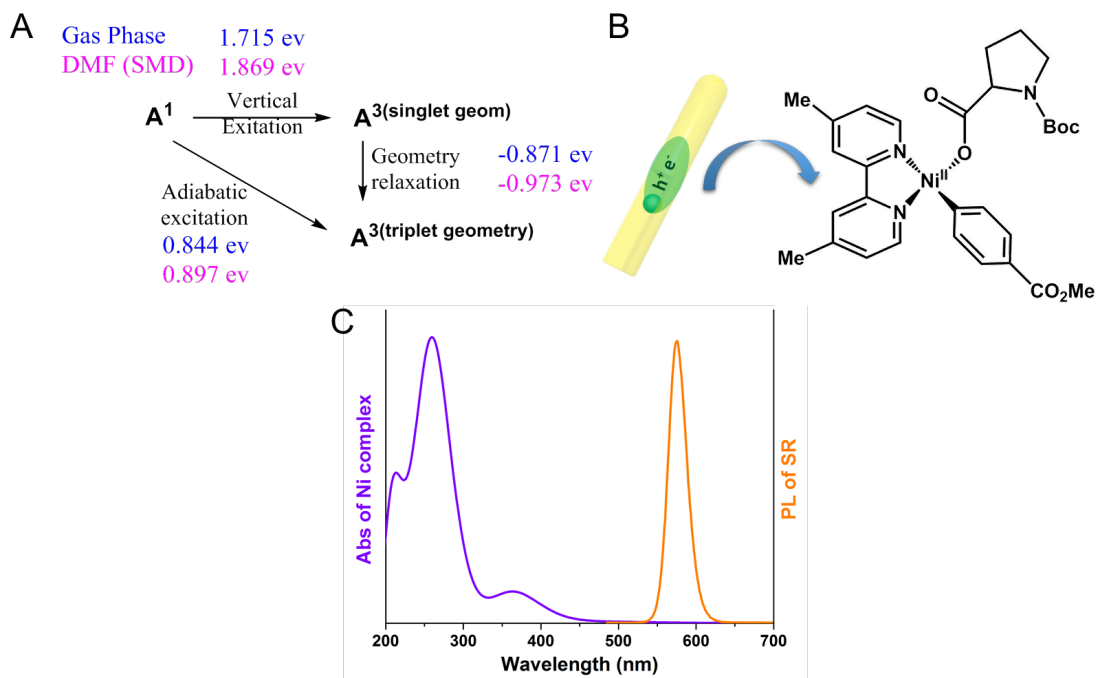 A
Gas Phase 1.715 ev
DMF (SMD) 1.869 ev
A1 Vertical Exitation A3(singlet geom)
Geometry relaxation -0.871 ev
-0.973 ev
Adiabatic excitation
0.844 ev
0.897 ev
A3(triplet geometry)
B
h+ e-
Me
N
N
Me
NiII
O
O
N
Boc
CO2Me
C
Abs of Ni complex
PL of SR
200 300 400 500 600 700
Wavelength (nm)